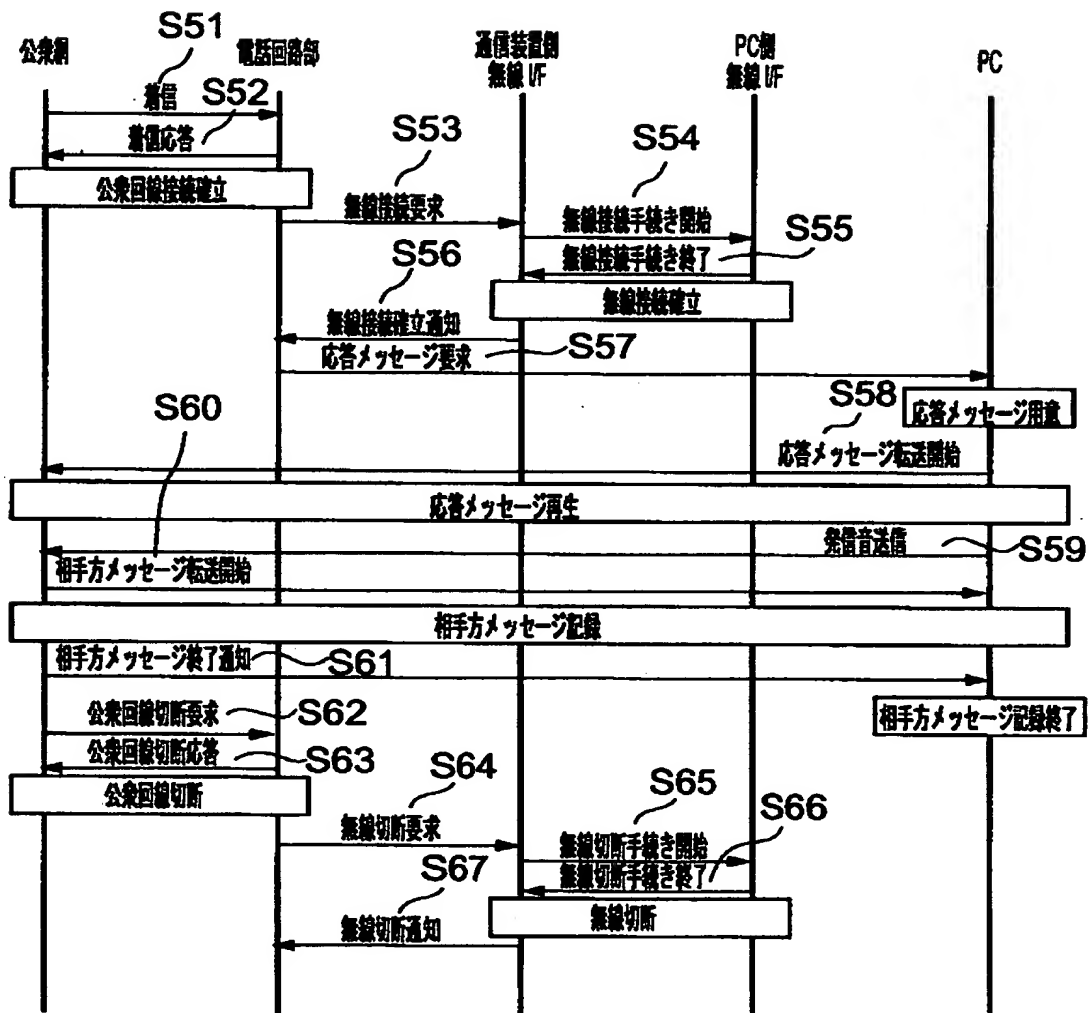 S51
公衆網
電話回路部
通信装置側
無線 I/F
PC側
無線 I/F
PC
着信
S52
着信応答
S53
S54
公衆回線接続確立
無線接続要求
無線接続手続き開始
S55
S56
無線接続手続き終了
無線接続確立
無線接続確立通知
S57
応答メッセージ要求
S58
S60
応答メッセージ用意
応答メッセージ転送開始
応答メッセージ再生
発信音送信
S59
相手方メッセージ転送開始
相手方メッセージ記録
相手方メッセージ終了通知
S61
公衆回線切断要求
S62
相手方メッセージ記録終了
公衆回線切断応答
S63
S64
S65
公衆回線切断
S66
無線切断要求
無線切断手続き開始
S67
無線切断手続き終了
無線切断
無線切断通知